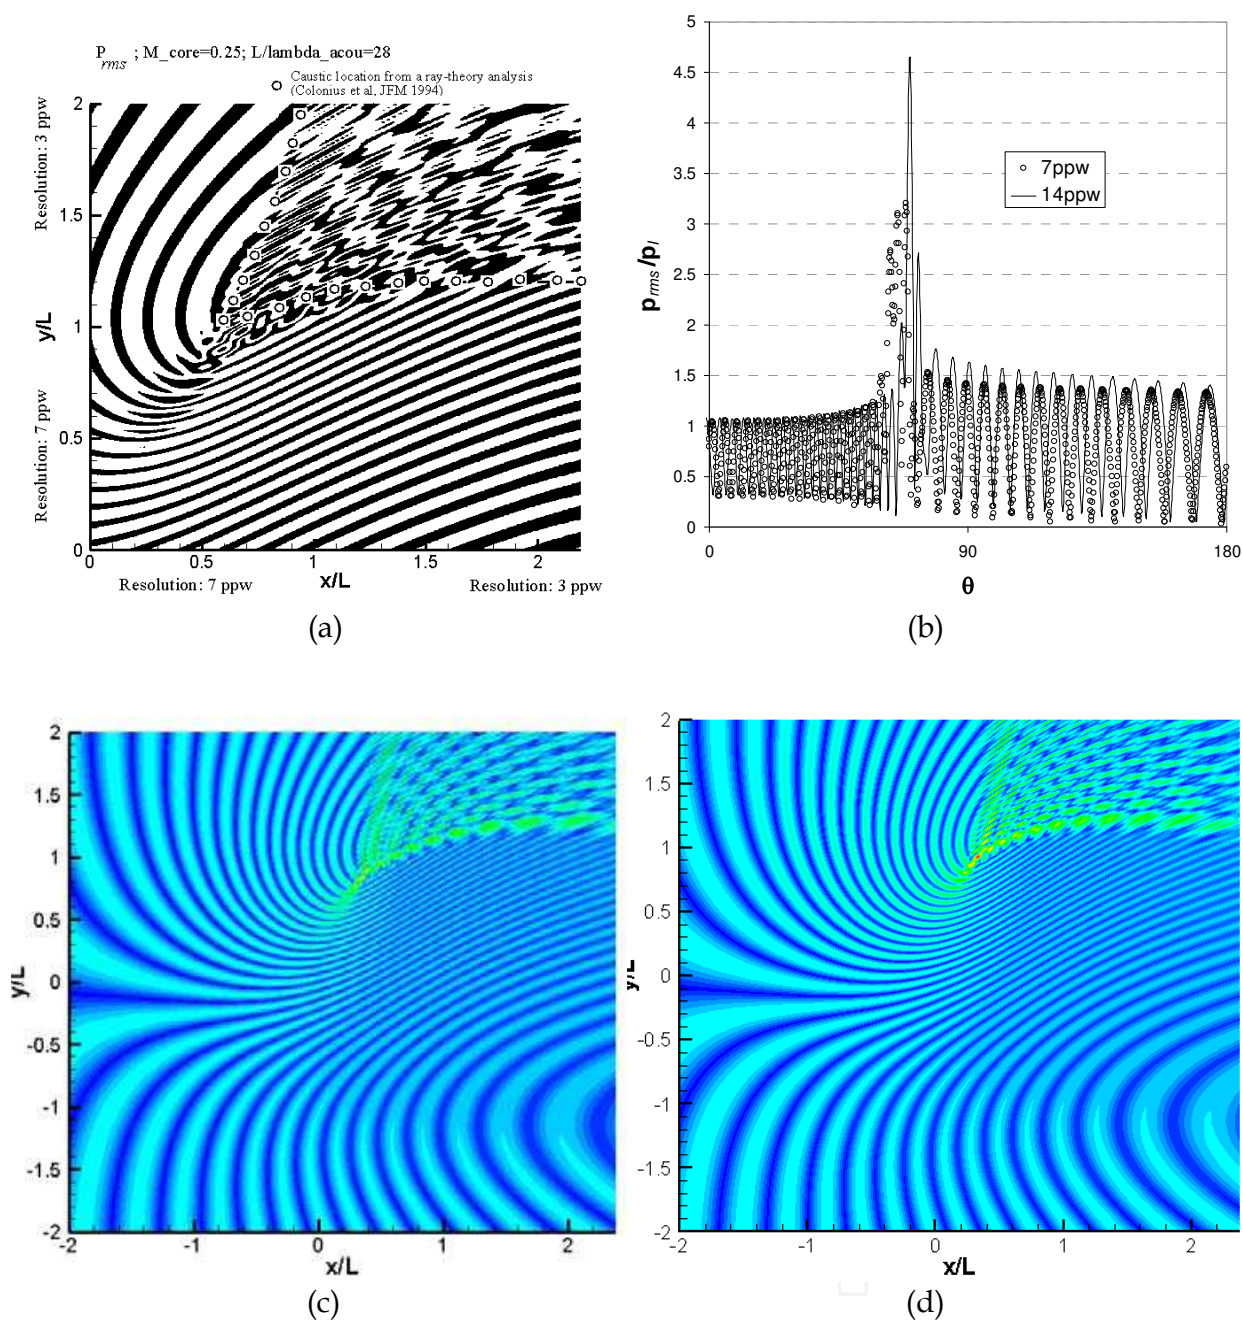 P rms ; M_core=0.25; L/lambda_acou=28
Caustic location from a ray-theory analysis
(Colonius et al, JFM 1994)
2
1.5
1
0.5
0
y/L
Resolution: 3 ppw
Resolution: 7 ppw
0 0.5 1 1.5 2
x/L
Resolution: 7 ppw
Resolution: 3 ppw
(a)
5
4.5
4
3.5
3
2.5
2
1.5
1
0.5
0
prms/pI
7ppw
14ppw
0 90 180
θ
(b)
2
1.5
1
0.5
0
-0.5
-1
-1.5
-2
y/L
-2 -1 0 1 2
x/L
(c)
2
1.5
1
0.5
0
-0.5
-1
-1.5
-2
y/L
-2 -1 0 1 2
x/L
(d)